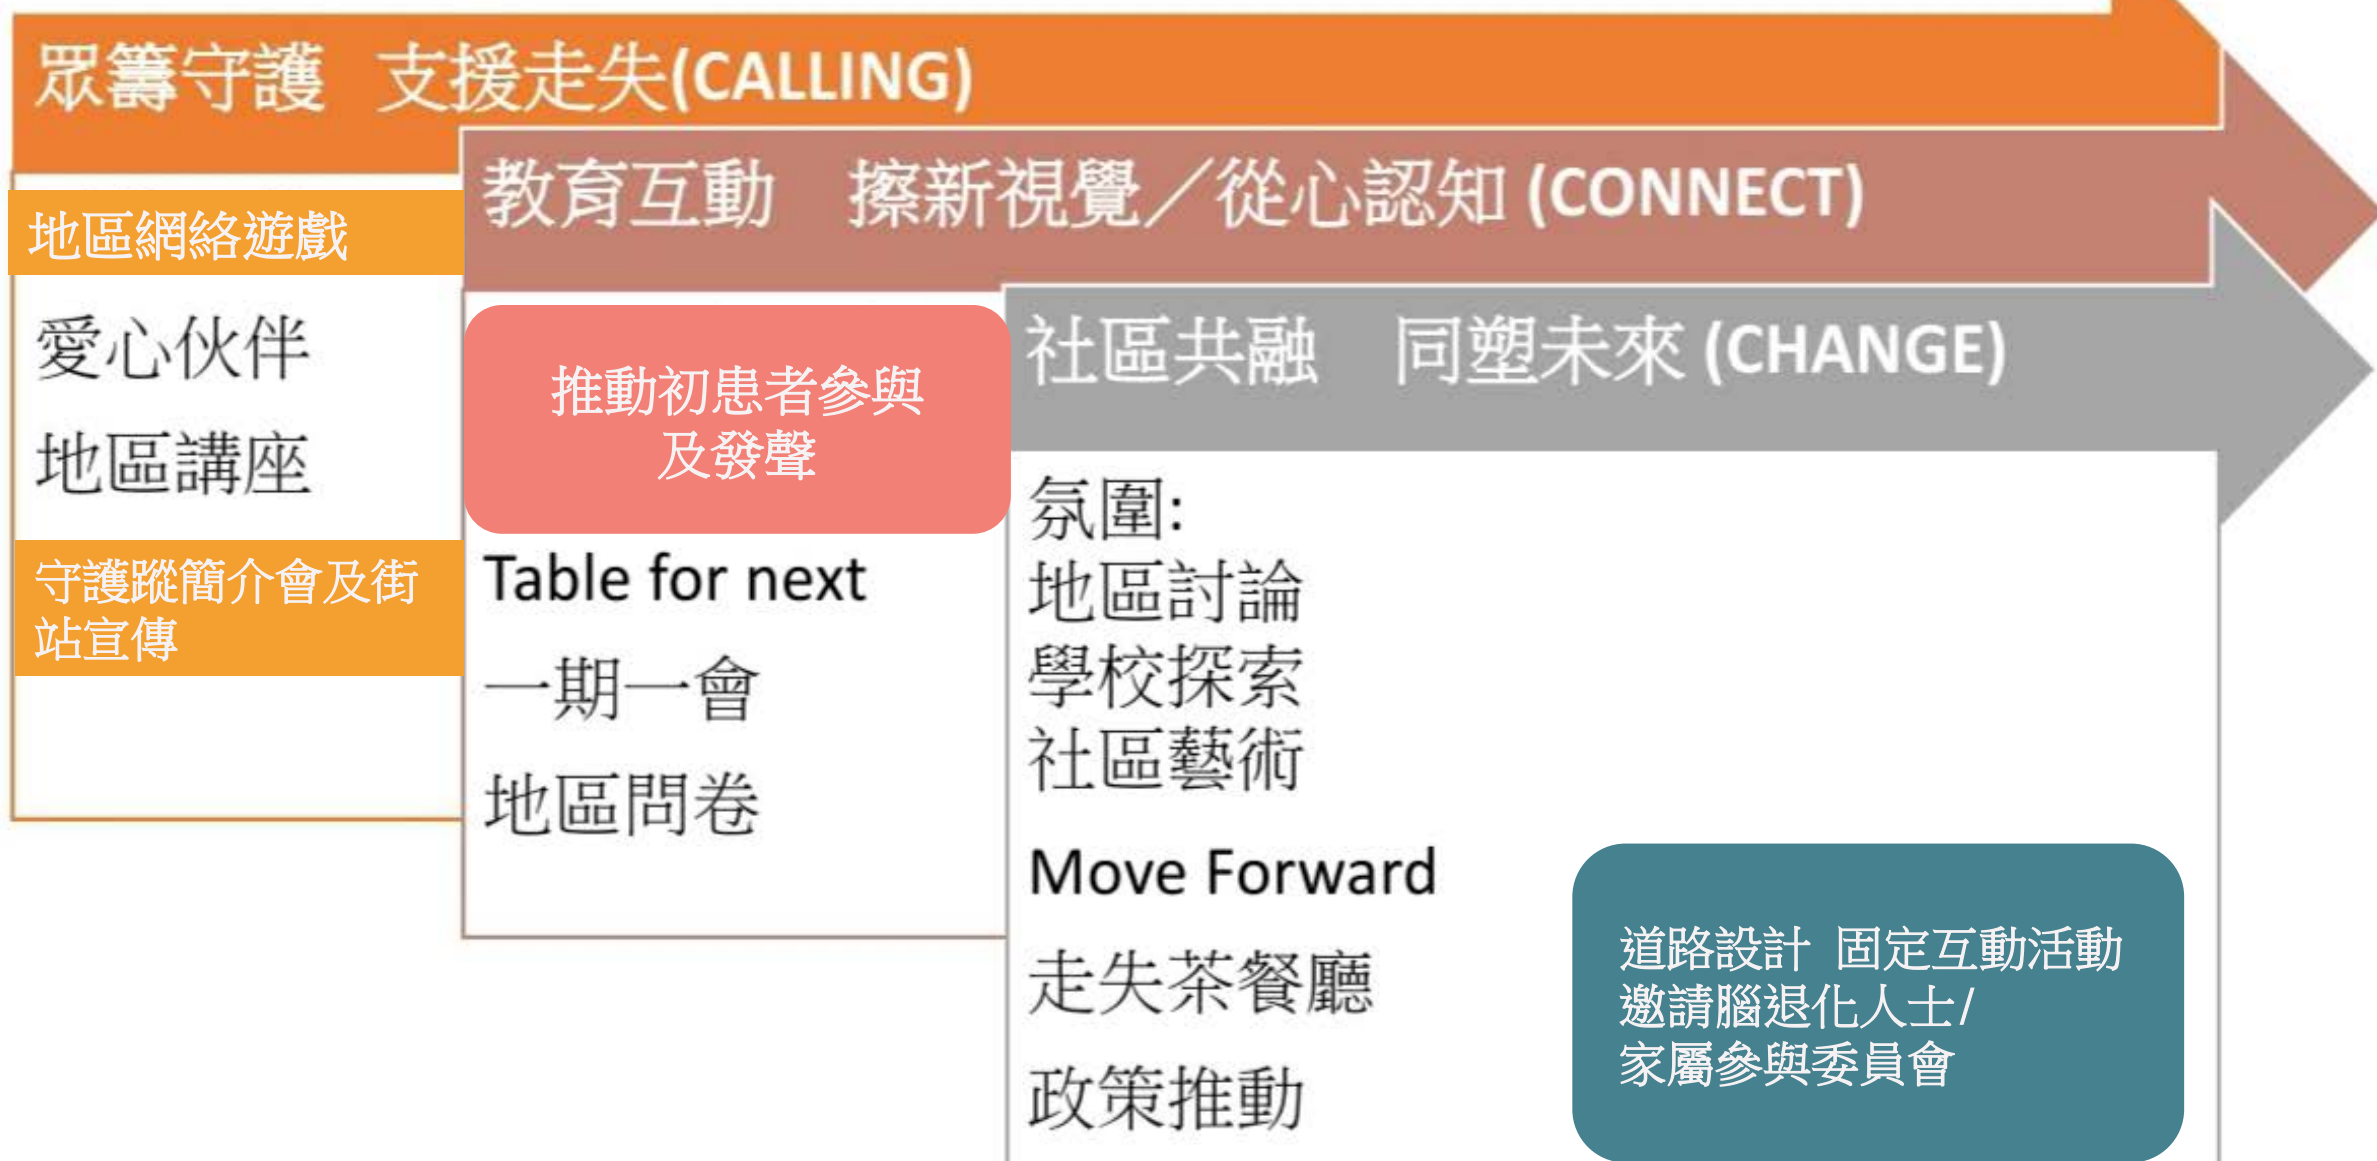 眾籌守護 支援走失(CALLING)
地區網絡遊戲
愛心伙伴
地區講座
守護蹤簡介會及街
站宣傳
教育互動 擦新視覺／從心認知 (CONNECT)
推動初患者參與
及發聲
Table for next
一期一會
地區問卷
社區共融 同塑未來 (CHANGE)
氛圍:
地區討論
學校探索
社區藝術
Move Forward
走失茶餐廳
政策推動
道路設計 固定互動活動
邀請腦退化人士/
家屬參與委員會